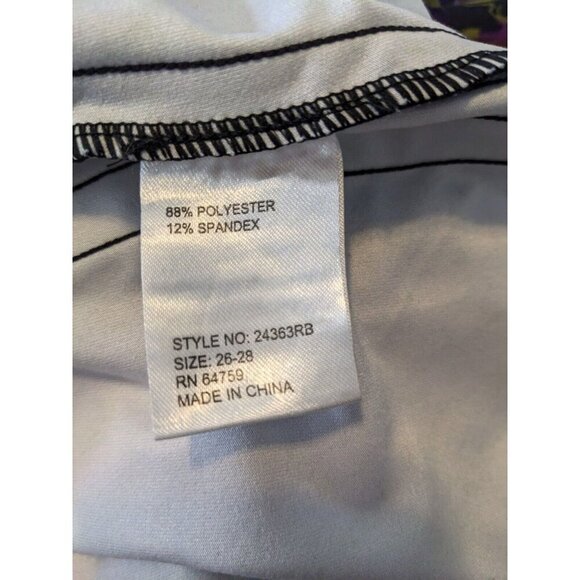 88% POLYESTER
12% SPANDEX
STYLE NO: 24363RB
SIZE: 26-28
RN 64759
MADE IN CHINA